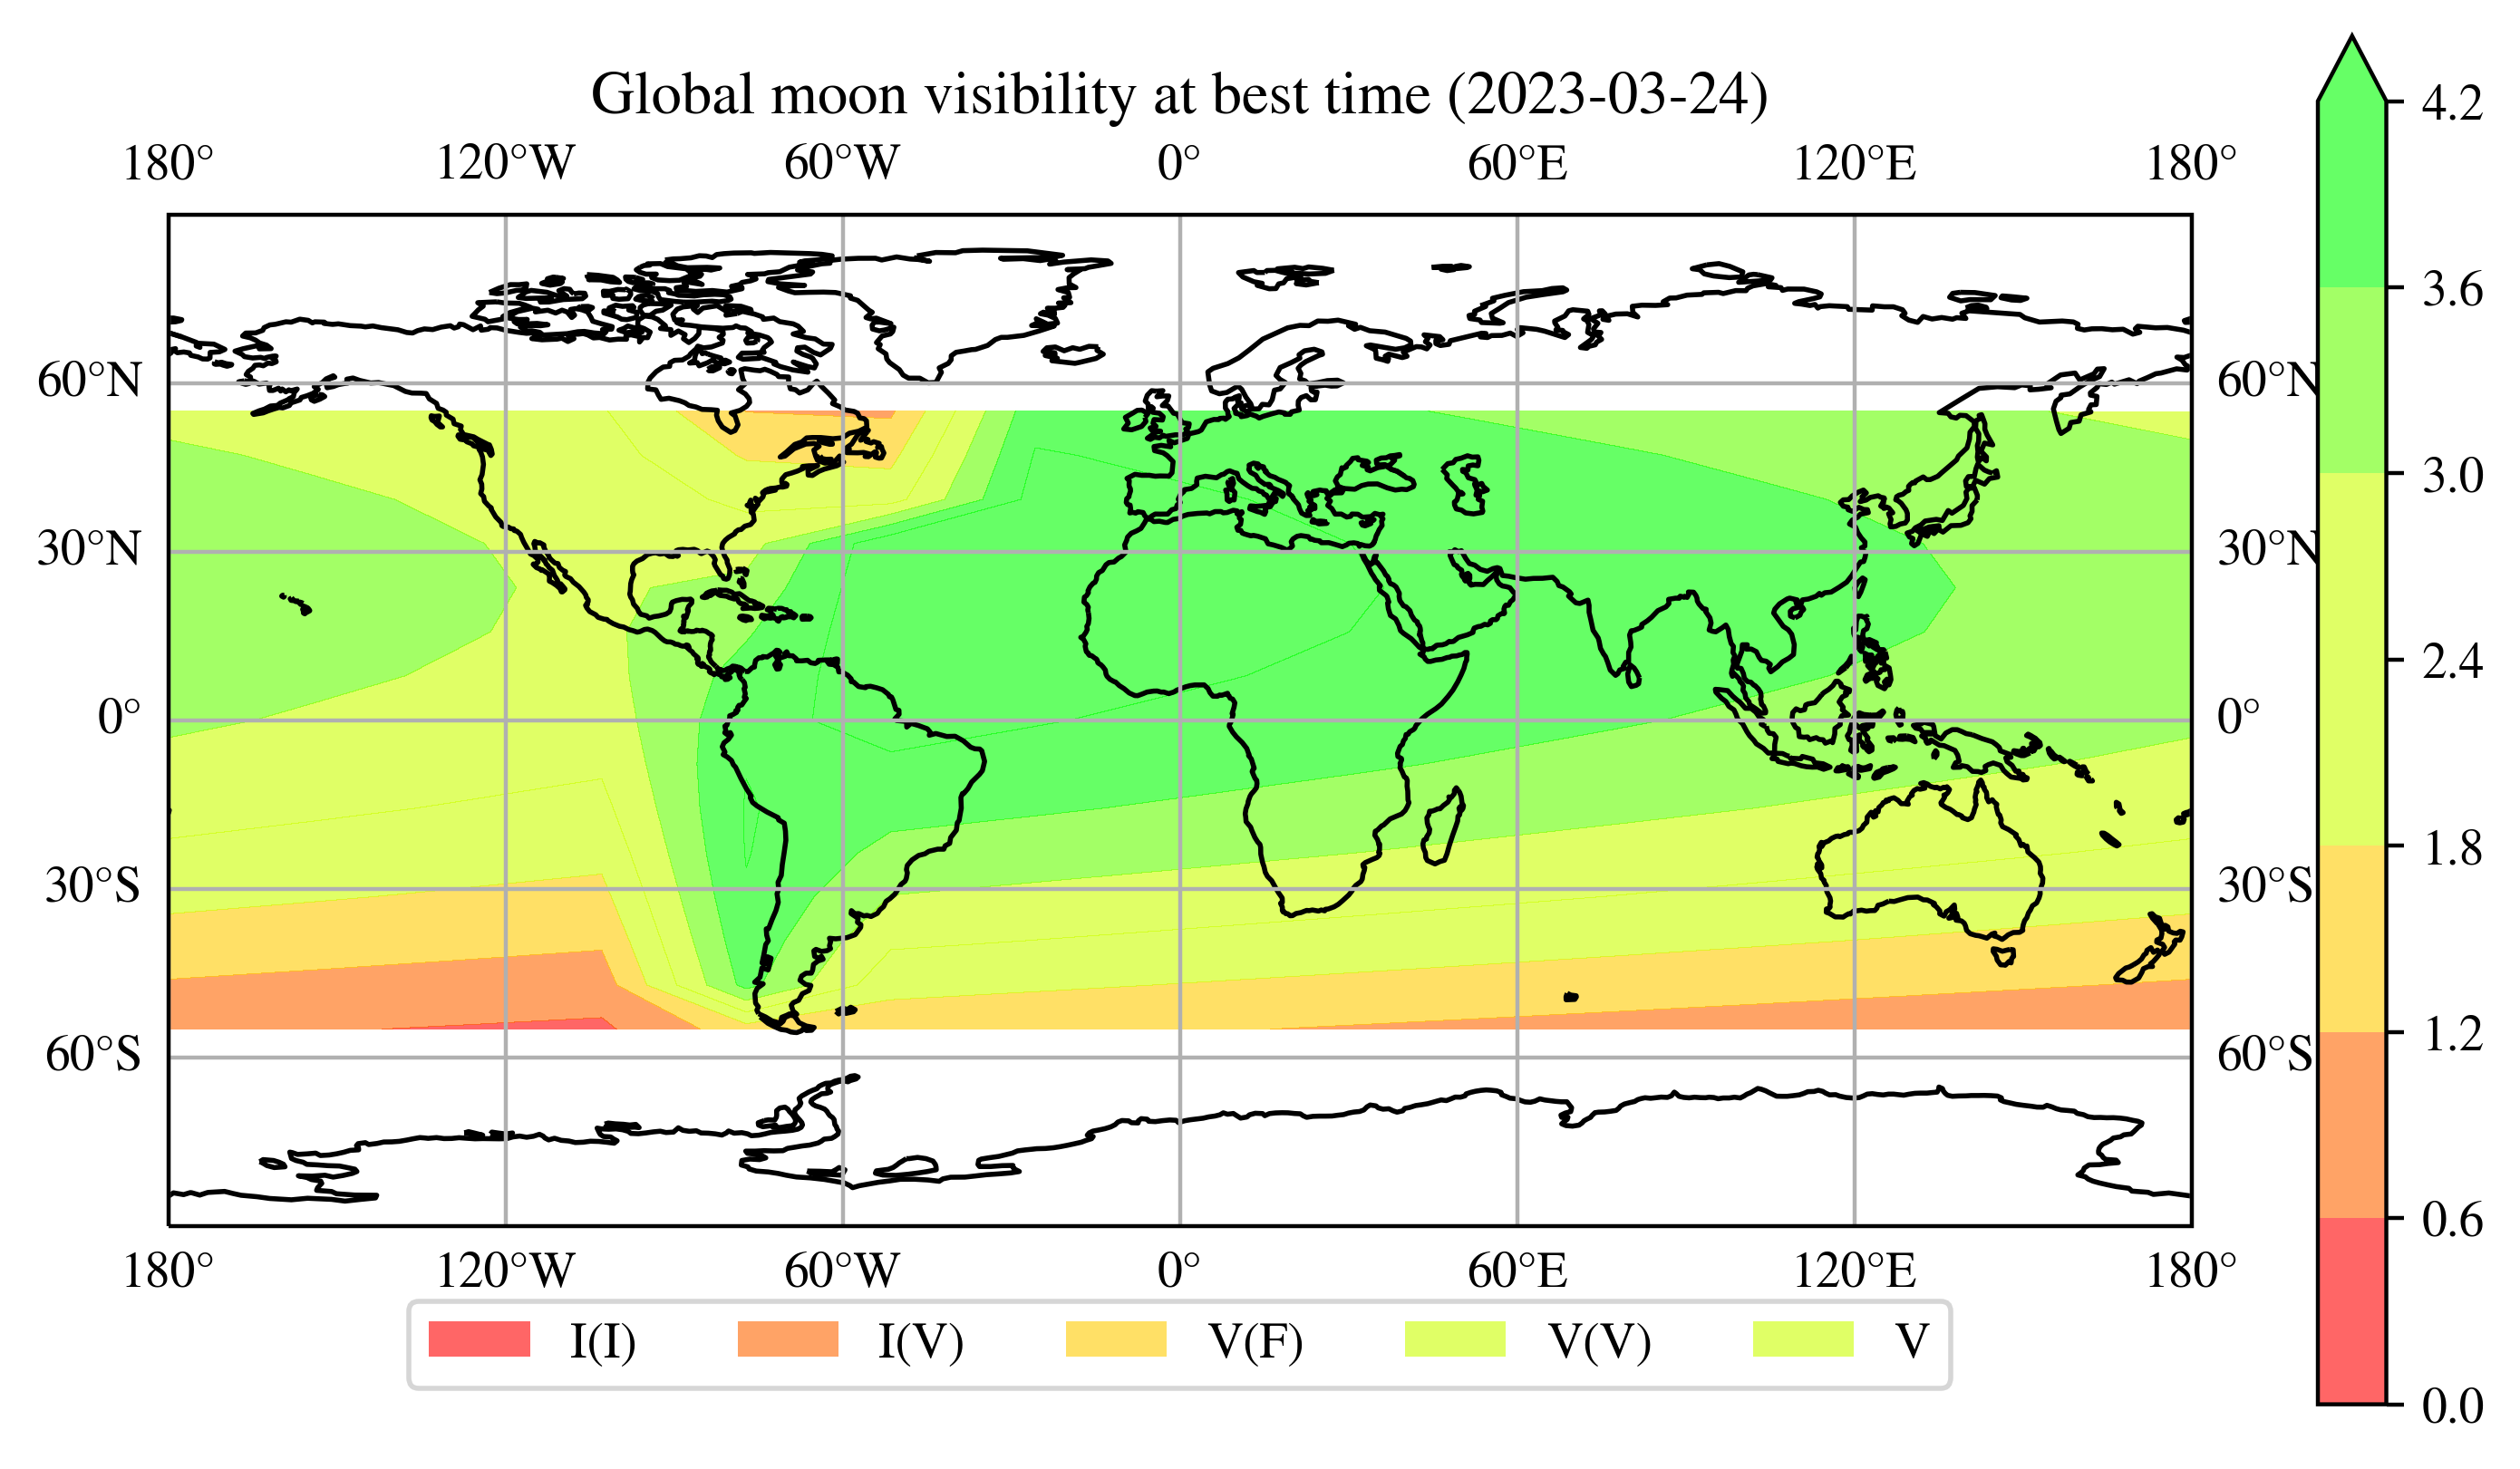 Global moon visibility at best time (2023-03-24)
180° 120°W 60°W 0° 60°E 120°E 180°
60°N 60°N
30°N 30°N
0° 0°
30°S 30°S
60°S 60°S
180° 120°W 60°W 0° 60°E 120°E 180°
I(I) I(V) V(F) V(V) V
4.2
3.6
3.0
2.4
1.8
1.2
0.6
0.0